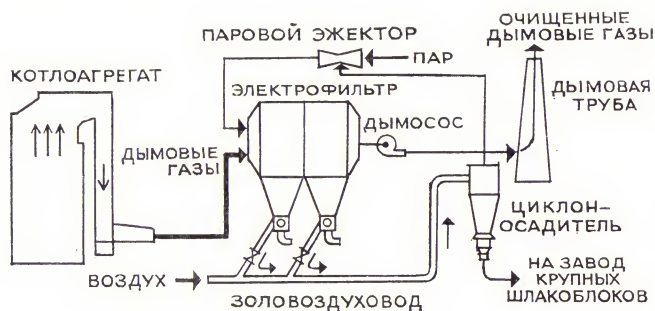 ОЧИЩЕННЫЕ
ДЫМОВЫЕ ГАЗЫ
ПАРОВОЙ ЭЖЕКТОР
ПАР
КОТЛОАГРЕГАТ
ЭЛЕКТРОФИЛЬТР
ДЫМОВАЯ
ТРУБА
ДЫМОСОС
ДЫМОВЫЕ
ГАЗЫ
ЦИКЛОН-
ОСАДИТЕЛЬ
ВОЗДУХ
ЗОЛОВОЗДУХОВОД
НА ЗАВОД
КРУПНЫХ
ШЛАКОБЛОКОВ